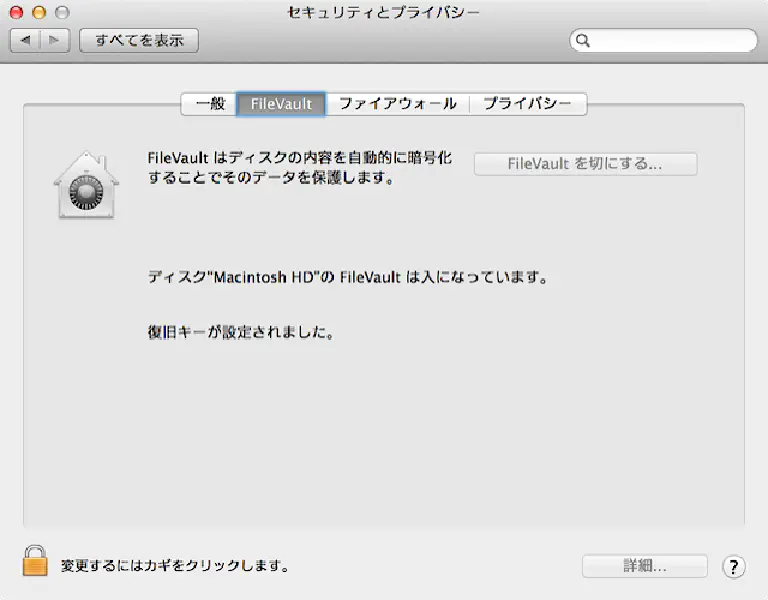 セキュリティとプライバシー
すべてを表示
一般 FileVault ファイアウォール プライバシー
FileVault はディスクの内容を自動的に暗号化
することでそのデータを保護します。
FileVault を切にする...
ディスク"Macintosh HD"の FileVault は入になっています。
復旧キーが設定されました。
変更するにはカギをクリックします。
詳細...
?